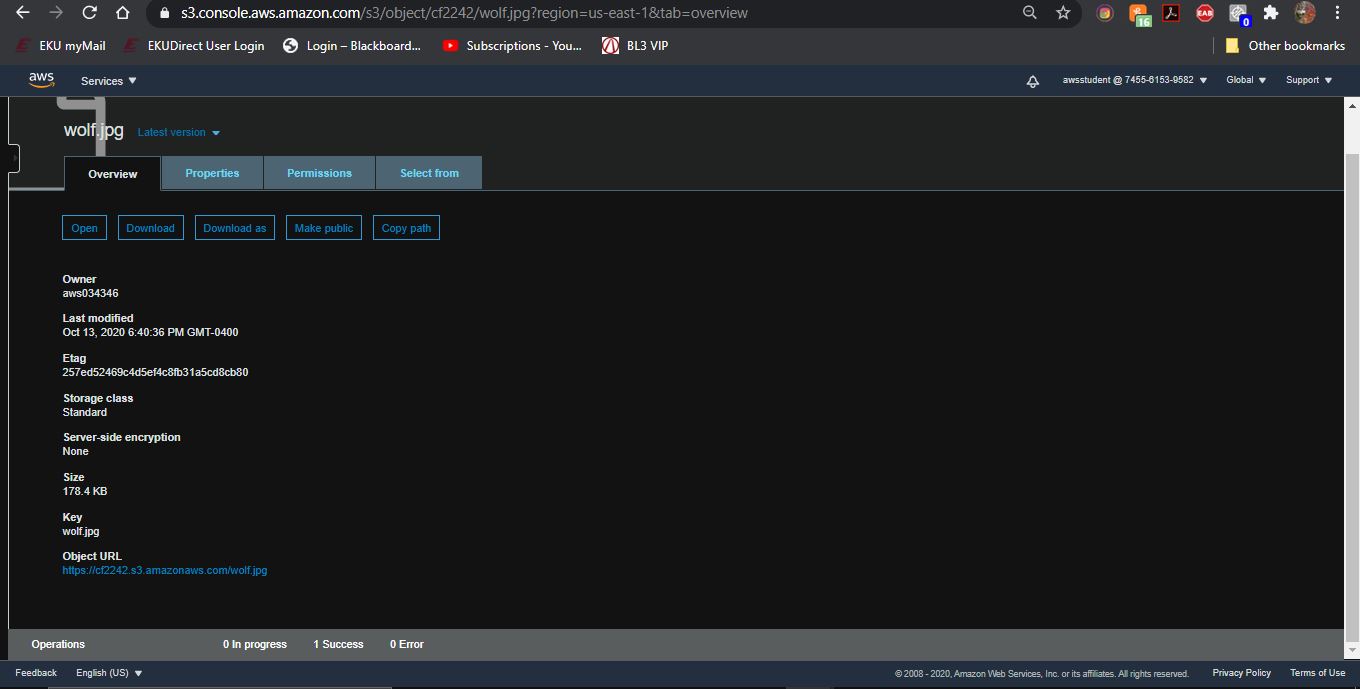 s3.console.aws.amazon.com/s3/object/cf2242/wolf.jpg?region=us-east-1&tab=overview
16
EAB
0
EKU myMail EKUDirect User Login Login – Blackboard... Subscriptions - You... BL3 VIP Other bookmarks
aws Services awsstudent @ 7455-6153-9582 Global Support
wolf.jpg Latest version
Overview Properties Permissions Select from
Open Download Download as Make public Copy path
Owner
aws034346
Last modified
Oct 13, 2020 6:40:36 PM GMT-0400
Etag
257ed52469c4d5ef4c8fb31a5cd8cb80
Storage class
Standard
Server-side encryption
None
Size
178.4 KB
Key
wolf.jpg
Object URL
https://cf2242.s3.amazonaws.com/wolf.jpg
Operations 0 In progress 1 Success 0 Error
Feedback English (US) © 2008 - 2020, Amazon Web Services, Inc. or its affiliates. All rights reserved. Privacy Policy Terms of Use